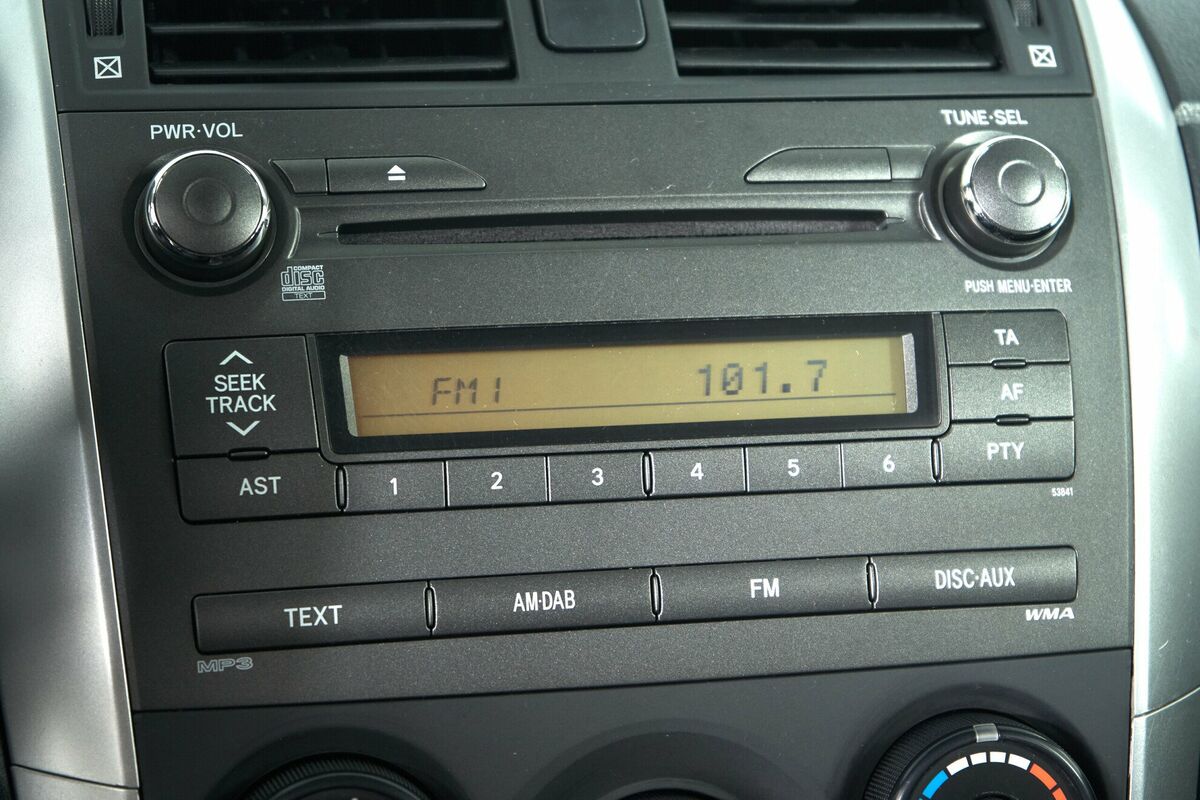 PWR·VOL
TUNE·SEL
COMPACT
disc
DIGITAL AUDIO
TEXT
PUSH MENU·ENTER
SEEK
TRACK
FM1
101.7
TA
AF
PTY
AST
1
2
3
4
5
6
53841
TEXT
AM·DAB
FM
DISC·AUX
MP3
WMA